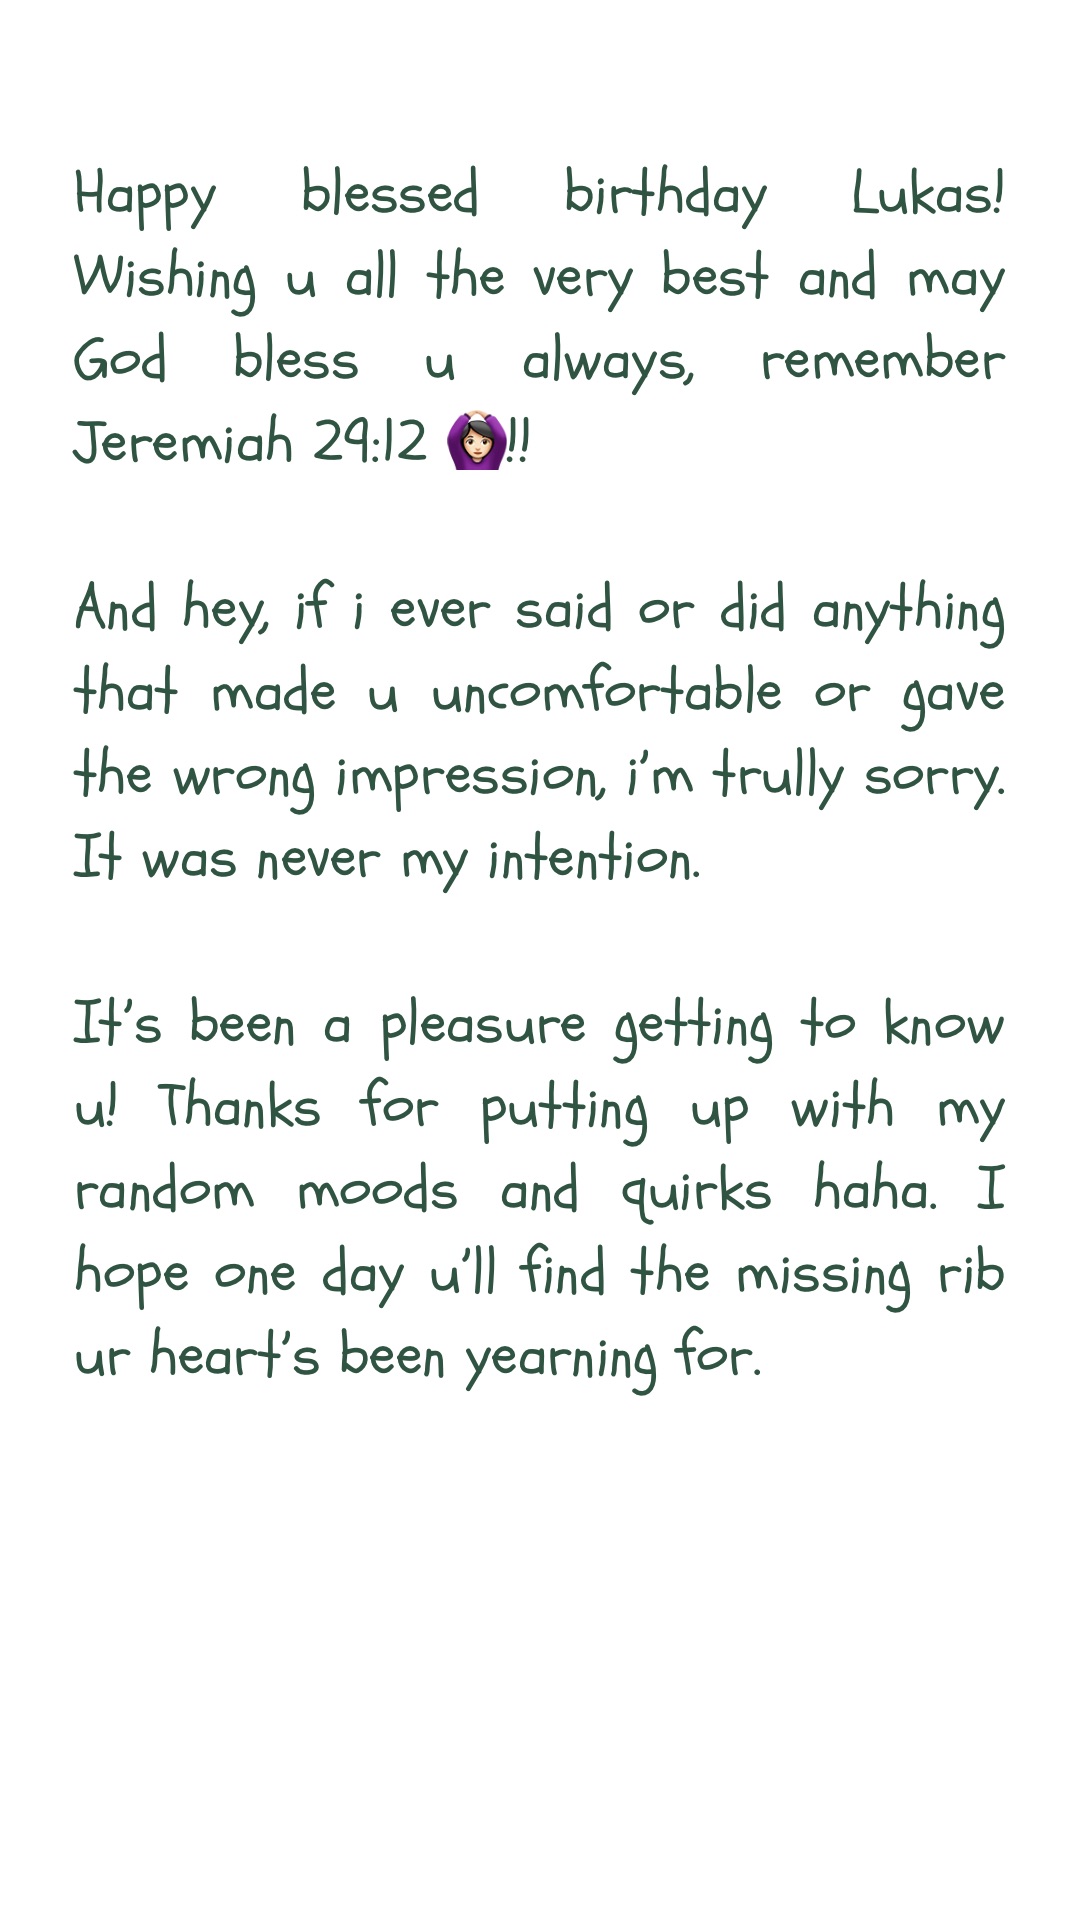 Happy blessed birthday Lukas!
Wishing u all the very best and may
God bless u always, remember
Jeremiah 29:12 🙆🏻‍♀️!!
And hey, if i ever said or did anything
that made u uncomfortable or gave
the wrong impression, i'm trully sorry.
It was never my intention.
It's been a pleasure getting to know
u! Thanks for putting up with my
random moods and quirks haha. I
hope one day u'll find the missing rib
ur heart's been yearning for.